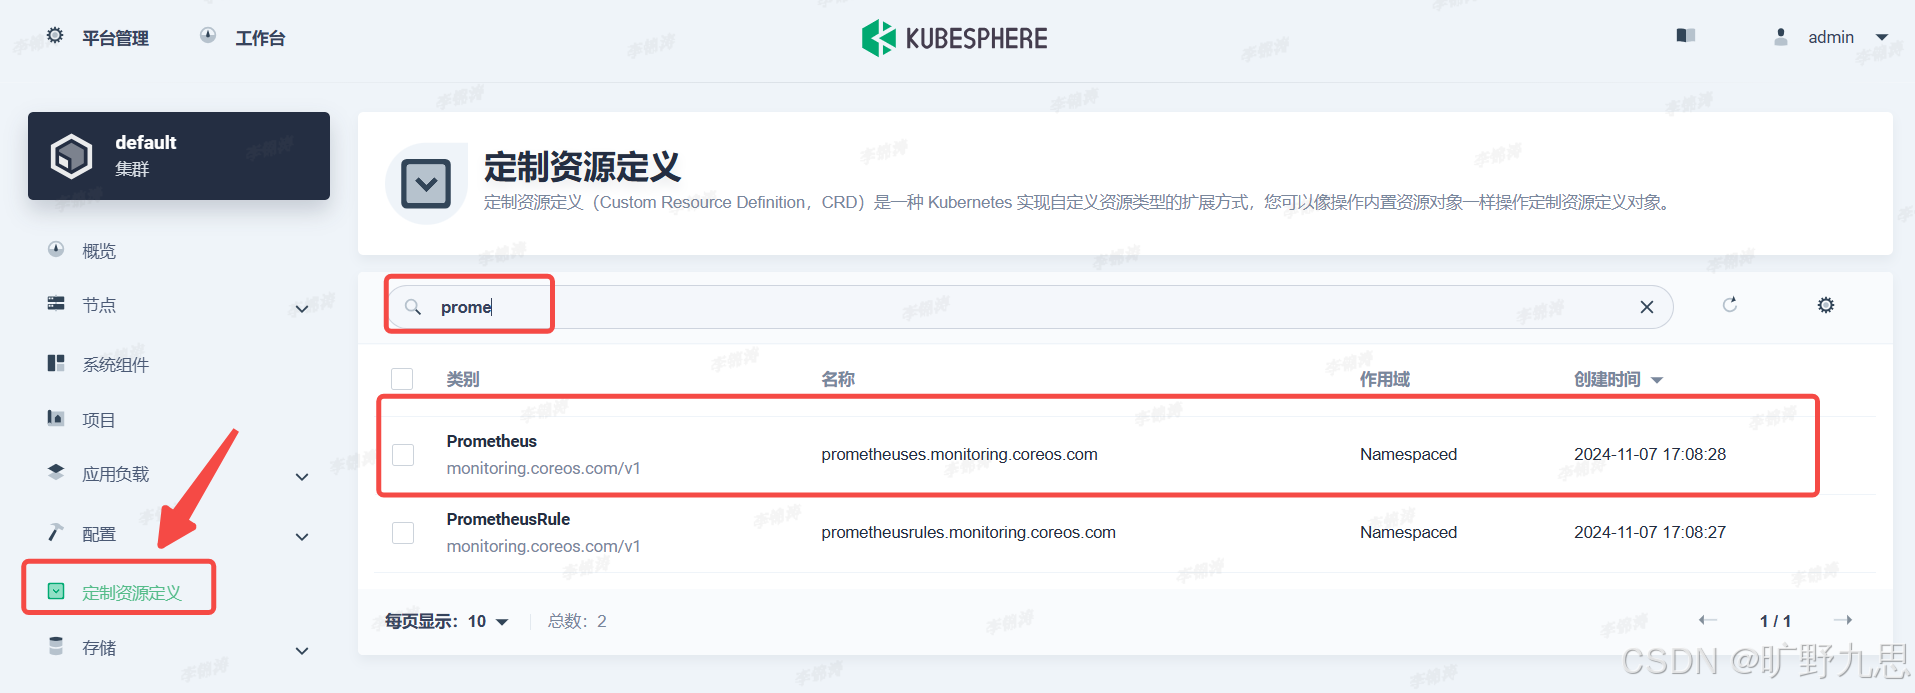 平台管理 工作台 KUBESPHERE admin
default
集群
定制资源定义
定制资源定义（Custom Resource Definition，CRD）是一种 Kubernetes 实现自定义资源类型的扩展方式，您可以像操作内置资源对象一样操作定制资源定义对象。
概览
节点
系统组件
项目
应用负载
配置
定制资源定义
存储
prome
类别 名称 作用域 创建时间
Prometheus
monitoring.coreos.com/v1
prometheuses.monitoring.coreos.com Namespaced 2024-11-07 17:08:28
PrometheusRule
monitoring.coreos.com/v1
prometheusrules.monitoring.coreos.com Namespaced 2024-11-07 17:08:27
每页显示：10 总数：2 1 / 1
CSDN @旷野九思